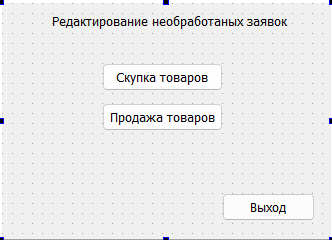 Редактирование необработаных заявок
Скупка товаров
Продажа товаров
Выход